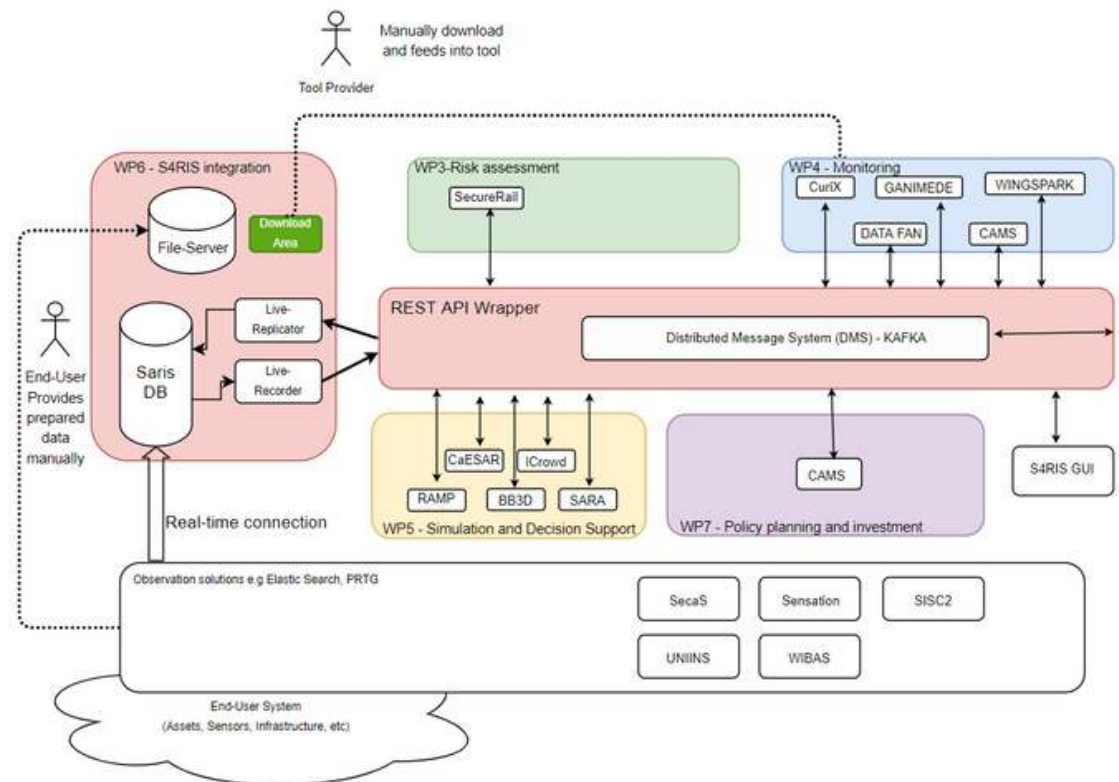 Manually download
and feeds into tool
Tool Provider
WP6 - S4RIS integration
File-Server
Download
Area
Live-
Replicator
Saris
DB
Live-
Recorder
End-User
Provides
prepared
data
manually
Real-time connection
WP3-Risk assessment
SecureRail
WP4 - Monitoring
CuriX
GANIMEDE
WINGSPARK
DATA FAN
CAMS
REST API Wrapper
Distributed Message System (DMS) - KAFKA
CaESAR
ICrowd
RAMP
BB3D
SARA
WP5 - Simulation and Decision Support
CAMS
WP7 - Policy planning and investment
S4RIS GUI
Observation solutions e.g Elastic Search, PRTG
SecaS
Sensation
SISC2
UNIINS
WIBAS
End-User System
(Assets, Sensors, Infrastructure, etc)